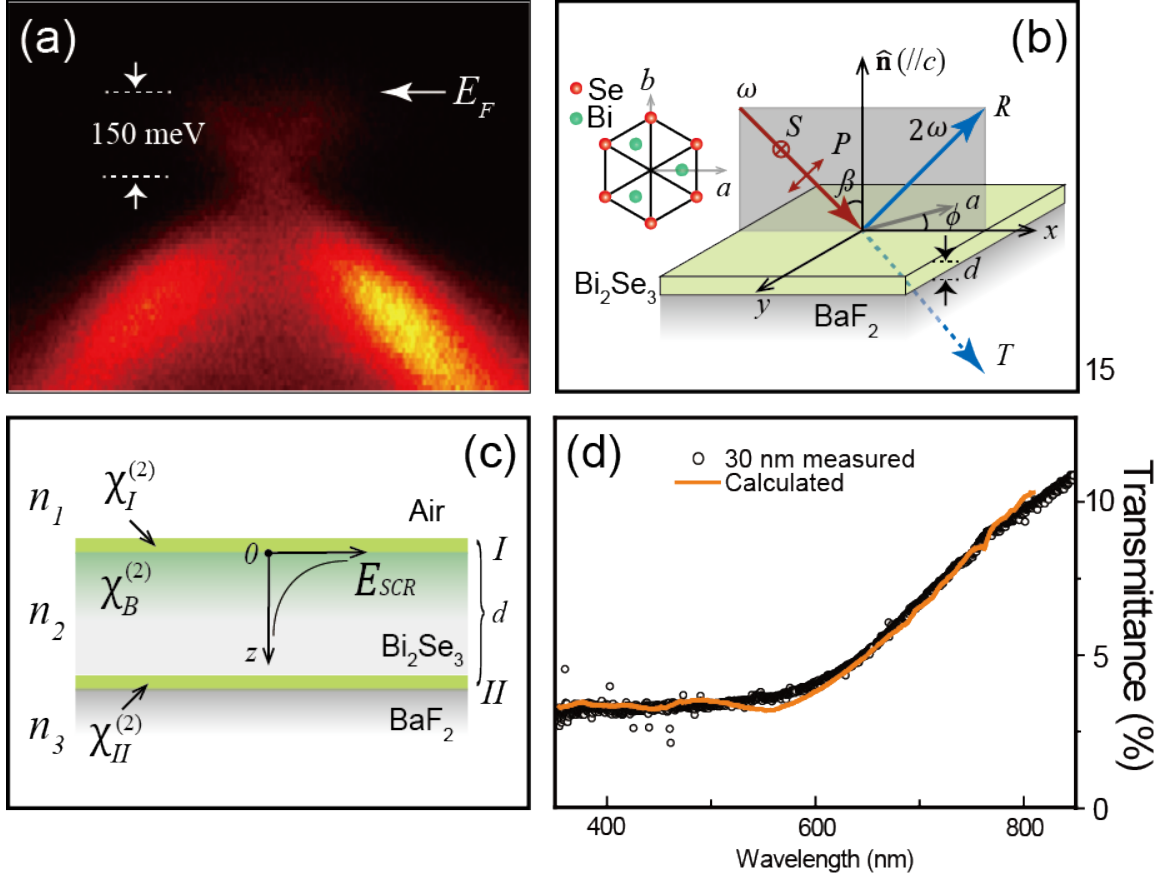 (a)
E_F
150 meV
(b)
n̂ (//c)
b
Se
Bi
a
ω
S
P
β
2ω
R
a
ϕ
x
d
Bi₂Se₃
y
BaF₂
T
15
(c)
n₁
χ_I^(2)
Air
0
I
E_SCR
χ_B^(2)
n₂
d
z
Bi₂Se₃
II
n₃
χ_II^(2)
BaF₂
(d)
30 nm measured
Calculated
Transmittance (%)
10
5
0
400 600 800
Wavelength (nm)